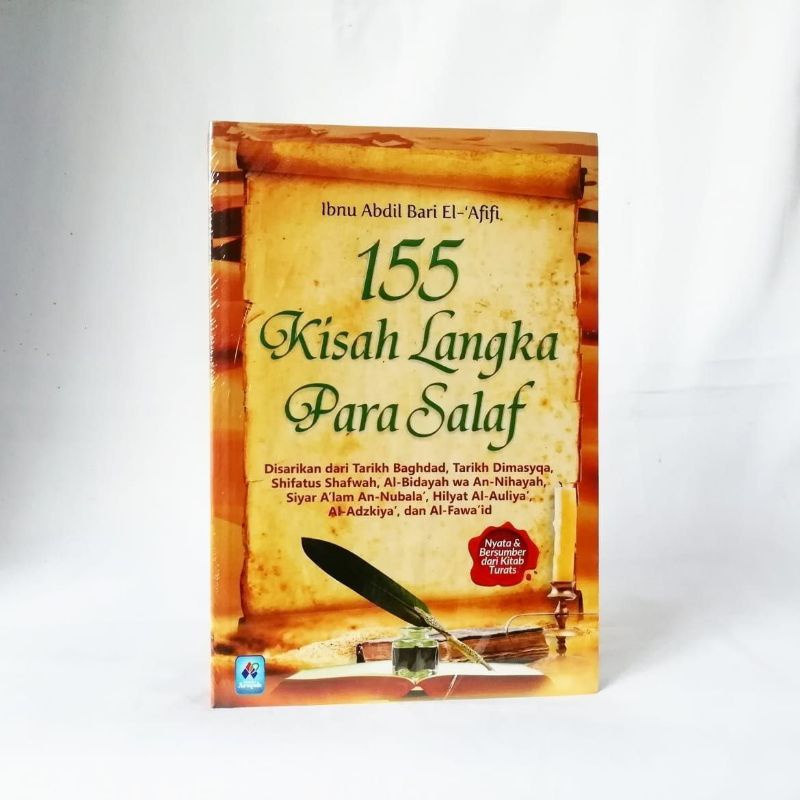 Ibnu Abdil Bari El-'Afifi
155
Kisah Langka
Para Salaf
Disarikan dari Tarikh Baghdad, Tarikh Dimasyqa,
Shifatus Shafwah, Al-Bidayah wa An-Nihayah,
Siyar A'lam An-Nubala', Hilyat Al-Auliya',
Al-Adzkiya', dan Al-Fawa'id
Nyata &
Bersumber
dari Kitab
Turats